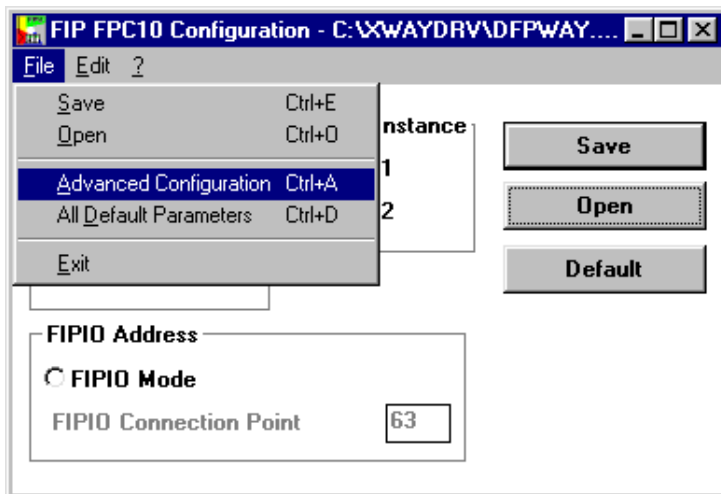 FIP FPC10 Configuration - C:\XWAYDRV\DFPWAY....
File Edit ?
Save Ctrl+E
Open Ctrl+O
Advanced Configuration Ctrl+A
All Default Parameters Ctrl+D
Exit
1
2
Save
Open
Default
FIPIO Address
FIPIO Mode
FIPIO Connection Point 63